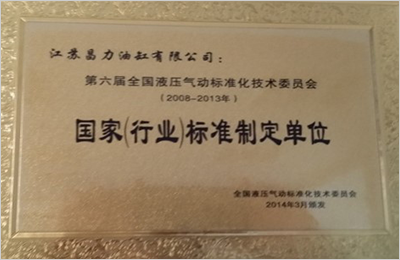 江苏昌力油缸有限公司：
第六届全国液压气动标准化技术委员会
（2008-2013年）
国家(行业)标准制定单位
全国液压气动标准化技术委员会
2014年3月颁发